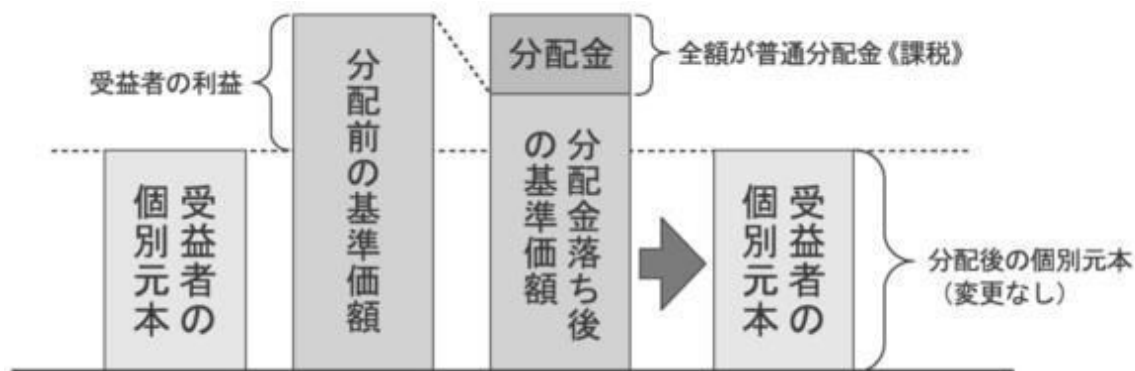 受益者の利益
受益者の
個別元本
分配前の基準価額
分配金
全額が普通分配金《課税》
分配金落ち後
の基準価額
受益者の
個別元本
分配後の個別元本
（変更なし）